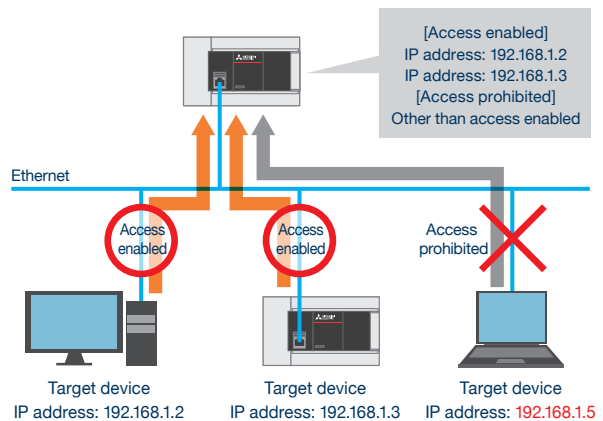 [Access enabled]
IP address: 192.168.1.2
IP address: 192.168.1.3
[Access prohibited]
Other than access enabled
Ethernet
Access
enabled
Access
enabled
Access
prohibited
Target device
IP address: 192.168.1.2
Target device
IP address: 192.168.1.3
Target device
IP address: 192.168.1.5